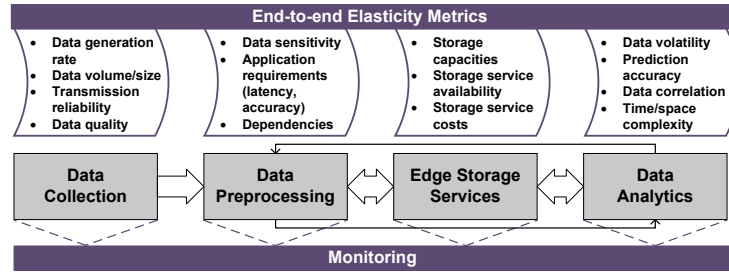 End-to-end Elasticity Metrics
• Data generation
rate
• Data volume/size
• Transmission
reliability
• Data quality
• Data sensitivity
• Application
requirements
(latency,
accuracy)
• Dependencies
• Storage
capacities
• Storage service
availability
• Storage service
costs
• Data volatility
• Prediction
accuracy
• Data correlation
• Time/space
complexity
Data
Collection
Data
Preprocessing
Edge Storage
Services
Data
Analytics
Monitoring